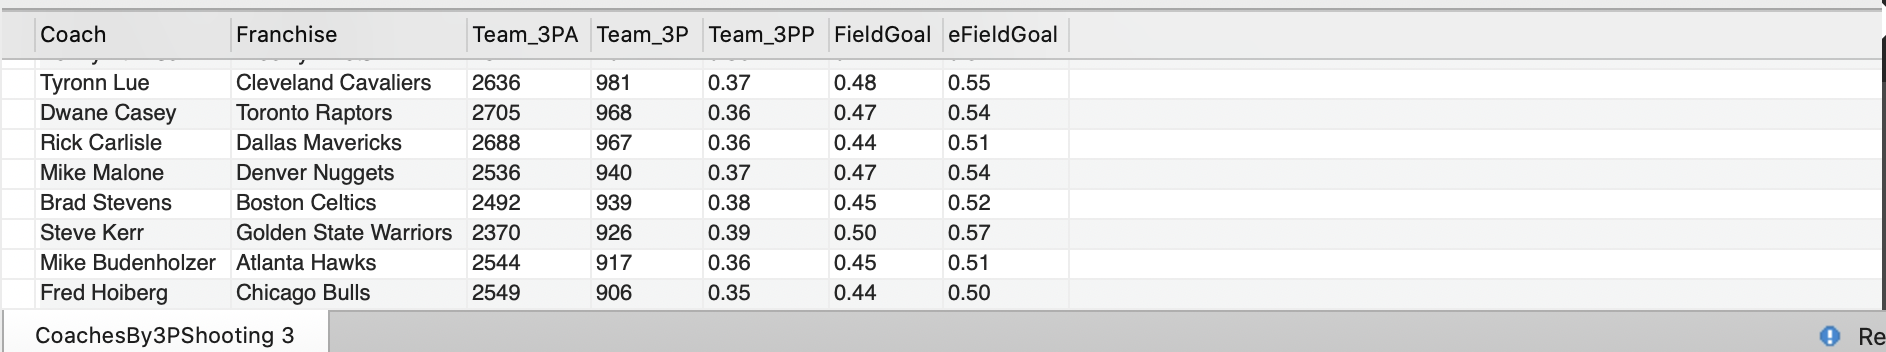 Coach Franchise Team_3PA Team_3P Team_3PP FieldGoal eFieldGoal
Tyronn Lue Cleveland Cavaliers 2636 981 0.37 0.48 0.55
Dwane Casey Toronto Raptors 2705 968 0.36 0.47 0.54
Rick Carlisle Dallas Mavericks 2688 967 0.36 0.44 0.51
Mike Malone Denver Nuggets 2536 940 0.37 0.47 0.54
Brad Stevens Boston Celtics 2492 939 0.38 0.45 0.52
Steve Kerr Golden State Warriors 2370 926 0.39 0.50 0.57
Mike Budenholzer Atlanta Hawks 2544 917 0.36 0.45 0.51
Fred Hoiberg Chicago Bulls 2549 906 0.35 0.44 0.50
CoachesBy3PShooting 3 Re